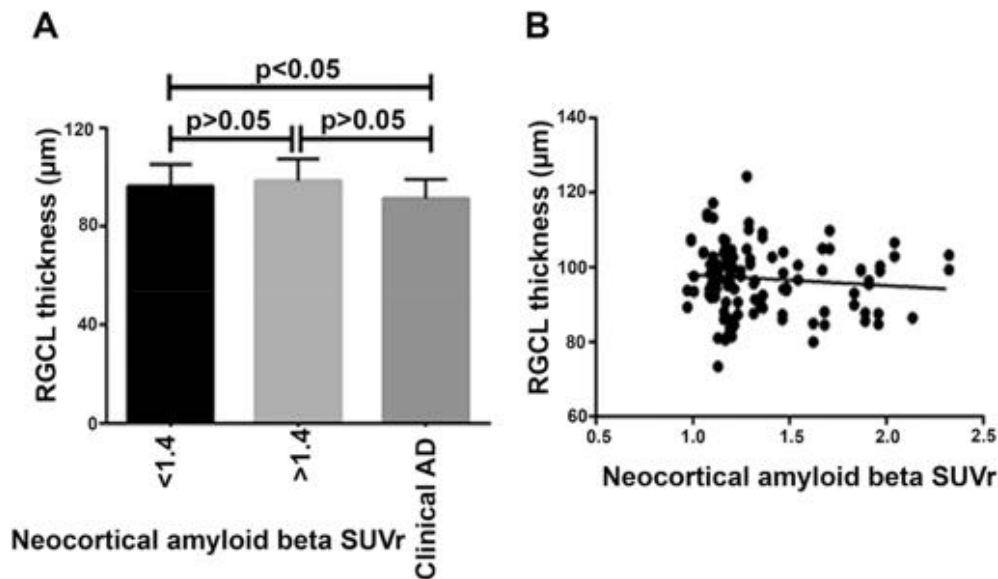 A
p<0.05
p>0.05 p>0.05
RGCL thickness (µm)
120
80
40
0
<1.4
>1.4
Clinical AD
Neocortical amyloid beta SUVr
B
RGCL thickness (µm)
140
120
100
80
60
0.5 1.0 1.5 2.0 2.5
Neocortical amyloid beta SUVr